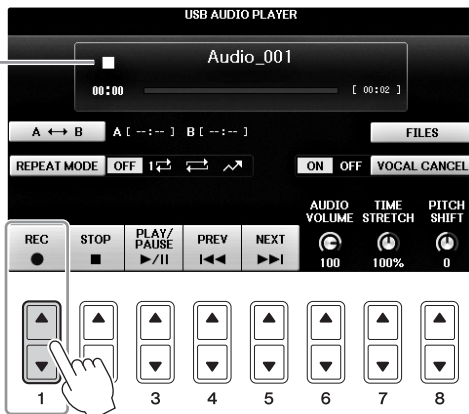 USB AUDIO PLAYER
Audio_001
00:00 [ 00:02 ]
A ↔ B A [ --:-- ] B [ --:-- ] FILES
REPEAT MODE OFF 1 ON OFF VOCAL CANCEL
AUDIO VOLUME TIME STRETCH PITCH SHIFT
REC STOP PLAY/PAUSE PREV NEXT
100 100% 0
1 3 4 5 6 7 8